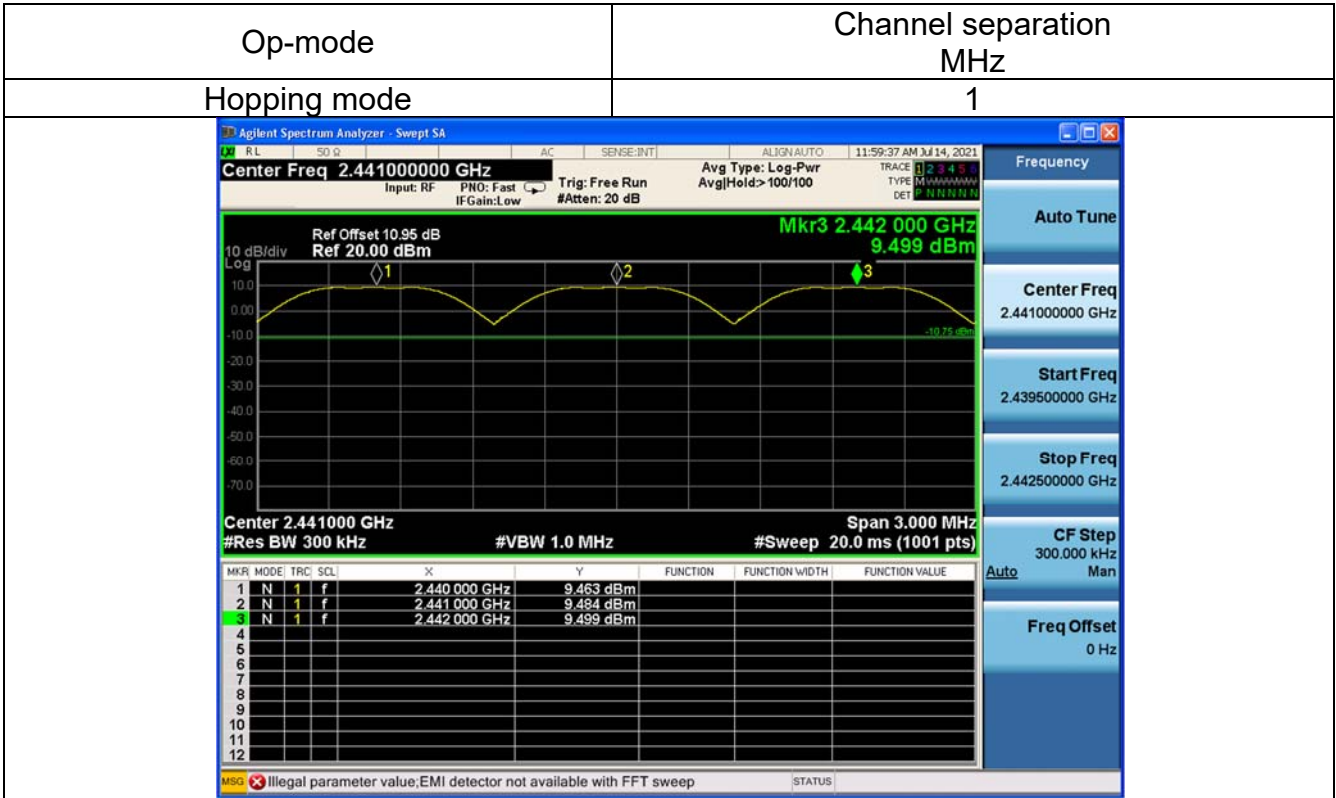 Op-mode
Channel separation
MHz
Hopping mode
1
Agilent Spectrum Analyzer - Swept SA
RL 50 Ω AC SENSE:INT ALIGN AUTO 11:59:37 AM Jul 14, 2021
Center Freq 2.441000000 GHz
Input: RF PNO: Fast
IFGain:Low
Trig: Free Run
#Atten: 20 dB
Avg Type: Log-Pwr
Avg|Hold:>100/100
TRACE 1 2 3 4 5 6
TYPE M
DET P N N N N N
Frequency
Auto Tune
Center Freq
2.441000000 GHz
Start Freq
2.439500000 GHz
Stop Freq
2.442500000 GHz
CF Step
300.000 kHz
Auto Man
Freq Offset
0 Hz
Mkr3 2.442 000 GHz
9.499 dBm
Ref Offset 10.95 dB
10 dB/div Ref 20.00 dBm
Log
1 2 3
10.0
0.00
-10.0
-10.75 dBm
-20.0
-30.0
-40.0
-50.0
-60.0
-70.0
Center 2.441000 GHz Span 3.000 MHz
#Res BW 300 kHz #VBW 1.0 MHz #Sweep 20.0 ms (1001 pts)
MKR MODE TRC SCL X Y FUNCTION FUNCTION WIDTH FUNCTION VALUE
1 N 1 f 2.440 000 GHz 9.463 dBm
2 N 1 f 2.441 000 GHz 9.484 dBm
3 N 1 f 2.442 000 GHz 9.499 dBm
4
5
6
7
8
9
10
11
12
MSG Illegal parameter value;EMI detector not available with FFT sweep STATUS